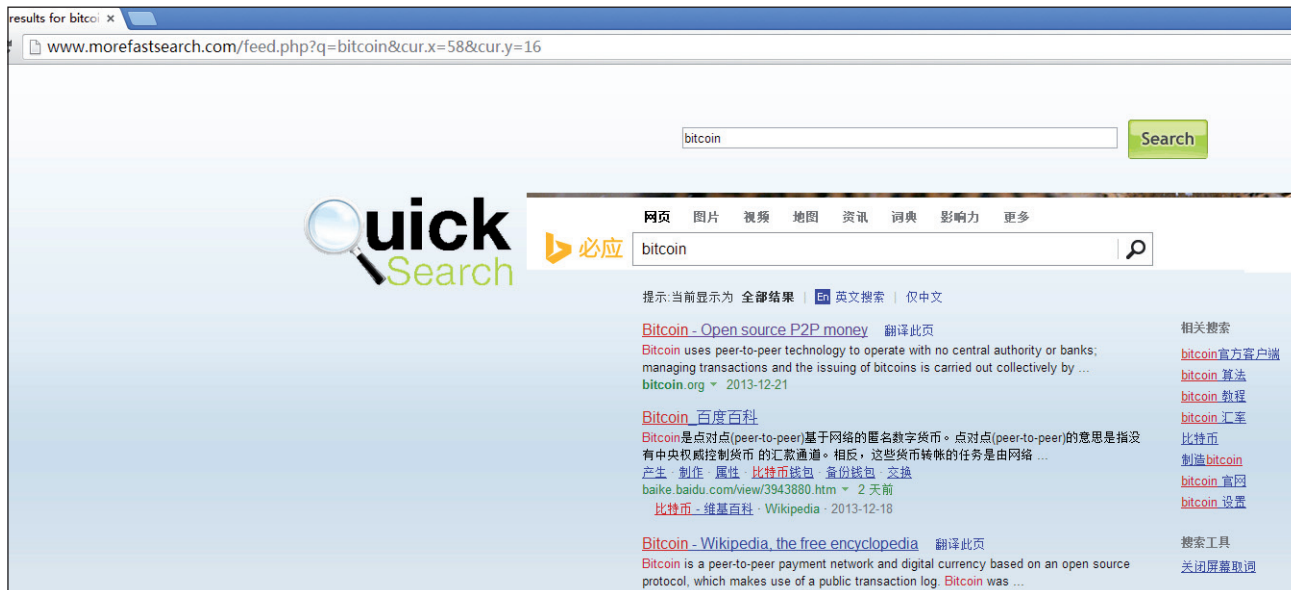 results for bitcoi ×
www.morefastsearch.com/feed.php?q=bitcoin&cur.x=58&cur.y=16
bitcoin
Search
Quick
Search
网页 图片 视频 地图 资讯 词典 影响力 更多
必应
bitcoin
提示:当前显示为 全部结果 | En 英文搜索 | 仅中文
Bitcoin - Open source P2P money 翻译此页
Bitcoin uses peer-to-peer technology to operate with no central authority or banks;
managing transactions and the issuing of bitcoins is carried out collectively by ...
bitcoin.org 2013-12-21
Bitcoin_百度百科
Bitcoin是点对点(peer-to-peer)基于网络的匿名数字货币。点对点(peer-to-peer)的意思是指没
有中央权威控制货币 的汇款通道。相反，这些货币转帐的任务是由网络 ...
产生 · 制作 · 属性 · 比特币钱包 · 备份钱包 · 交换
baike.baidu.com/view/3943880.htm 2 天前
比特币 - 维基百科 · Wikipedia · 2013-12-18
Bitcoin - Wikipedia, the free encyclopedia 翻译此页
Bitcoin is a peer-to-peer payment network and digital currency based on an open source
protocol, which makes use of a public transaction log. Bitcoin was ...
相关搜索
bitcoin官方客户端
bitcoin 算法
bitcoin 教程
bitcoin 汇率
比特币
制造bitcoin
bitcoin 官网
bitcoin 设置
搜索工具
关闭屏幕取词